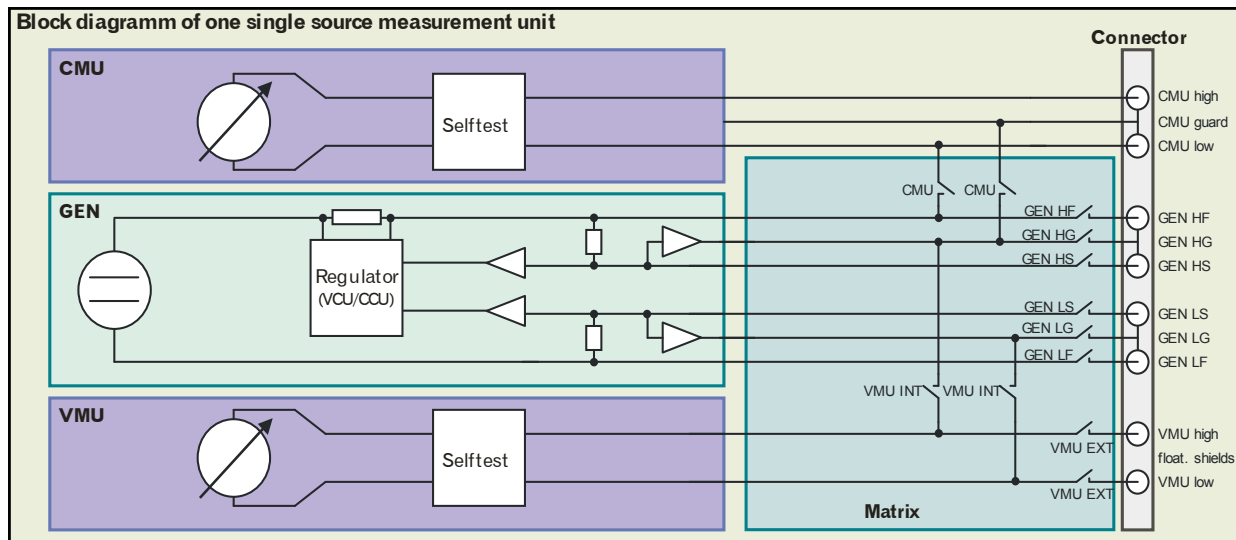 Block diagramm of one single source measurement unit
Connector
CMU
Selftest
CMU high
CMU guard
CMU low
CMU
CMU
GEN
GEN HF
GEN HF
GEN HG
GEN HG
GEN HS
GEN HS
Regulator
(VCU/CCU)
GEN LS
GEN LS
GEN LG
GEN LG
GEN LF
GEN LF
VMU INT
VMU INT
VMU
Selftest
VMU high
VMU EXT
float. shields
VMU low
VMU EXT
Matrix